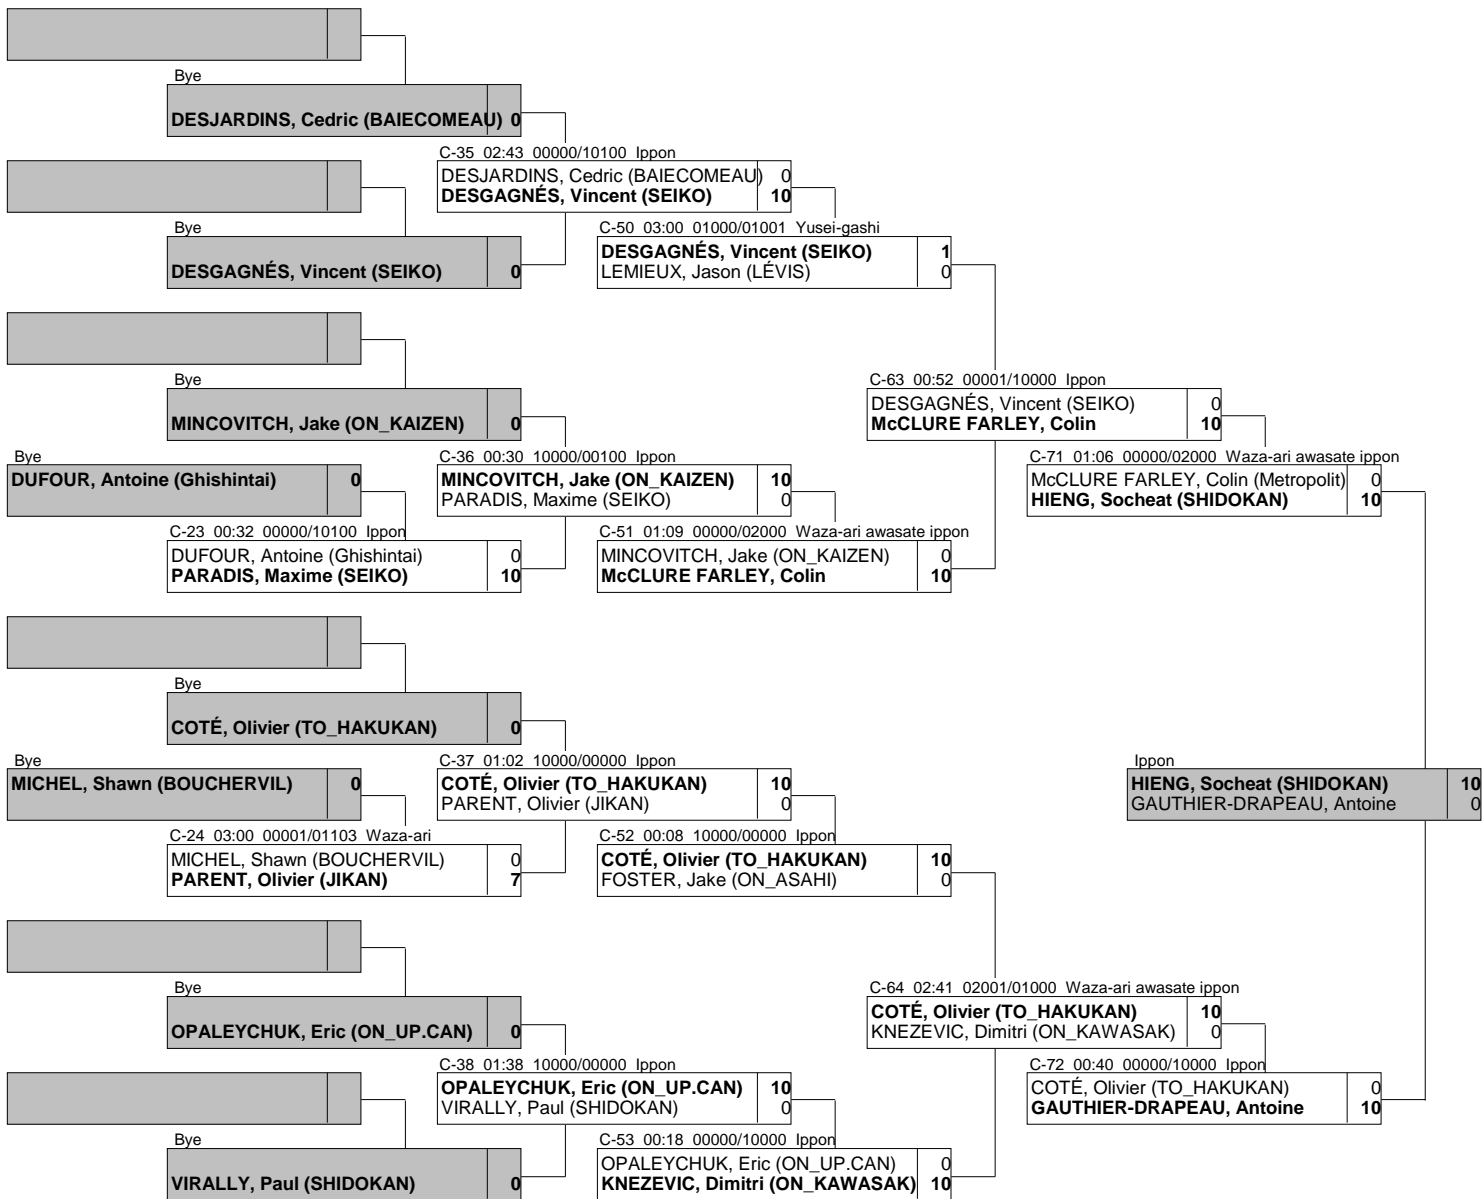 Bye
DESJARDINS, Cedric (BAIECOMEAU) 0
C-35 02:43 00000/10100 Ippon
DESJARDINS, Cedric (BAIECOMEAU) 0
DESGAGNÉS, Vincent (SEIKO) 10
Bye
DESGAGNÉS, Vincent (SEIKO) 0
C-50 03:00 01000/01001 Yusei-gashi
DESGAGNÉS, Vincent (SEIKO) 1
LEMIEUX, Jason (LÉVIS) 0
Bye
MINCOVITCH, Jake (ON_KAIZEN) 0
C-63 00:52 00001/10000 Ippon
DESGAGNÉS, Vincent (SEIKO) 0
McCLURE FARLEY, Colin 10
Bye
DUFOUR, Antoine (Ghishintai) 0
C-36 00:30 10000/00100 Ippon
MINCOVITCH, Jake (ON_KAIZEN) 10
PARADIS, Maxime (SEIKO) 0
C-71 01:06 00000/02000 Waza-ari awasate ippon
McCLURE FARLEY, Colin (Metropolit) 0
HIENG, Socheat (SHIDOKAN) 10
C-23 00:32 00000/10100 Ippon
DUFOUR, Antoine (Ghishintai) 0
PARADIS, Maxime (SEIKO) 10
C-51 01:09 00000/02000 Waza-ari awasate ippon
MINCOVITCH, Jake (ON_KAIZEN) 0
McCLURE FARLEY, Colin 10
Bye
COTÉ, Olivier (TO_HAKUKAN) 0
Bye
MICHEL, Shawn (BOUCHERVIL) 0
C-37 01:02 10000/00000 Ippon
COTÉ, Olivier (TO_HAKUKAN) 10
PARENT, Olivier (JIKAN) 0
Ippon
HIENG, Socheat (SHIDOKAN) 10
GAUTHIER-DRAPEAU, Antoine 0
C-24 03:00 00001/01103 Waza-ari
MICHEL, Shawn (BOUCHERVIL) 0
PARENT, Olivier (JIKAN) 7
C-52 00:08 10000/00000 Ippon
COTÉ, Olivier (TO_HAKUKAN) 10
FOSTER, Jake (ON_ASAHI) 0
Bye
OPALEYCHUK, Eric (ON_UP.CAN) 0
C-64 02:41 02001/01000 Waza-ari awasate ippon
COTÉ, Olivier (TO_HAKUKAN) 10
KNEZEVIC, Dimitri (ON_KAWASAK) 0
C-38 01:38 10000/00000 Ippon
OPALEYCHUK, Eric (ON_UP.CAN) 10
VIRALLY, Paul (SHIDOKAN) 0
C-72 00:40 00000/10000 Ippon
COTÉ, Olivier (TO_HAKUKAN) 0
GAUTHIER-DRAPEAU, Antoine 10
Bye
VIRALLY, Paul (SHIDOKAN) 0
C-53 00:18 00000/10000 Ippon
OPALEYCHUK, Eric (ON_UP.CAN) 0
KNEZEVIC, Dimitri (ON_KAWASAK) 10